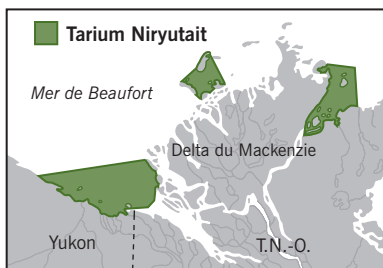 Tarium Niryutait
Mer de Beaufort
Delta du Mackenzie
Yukon
T.N.-O.